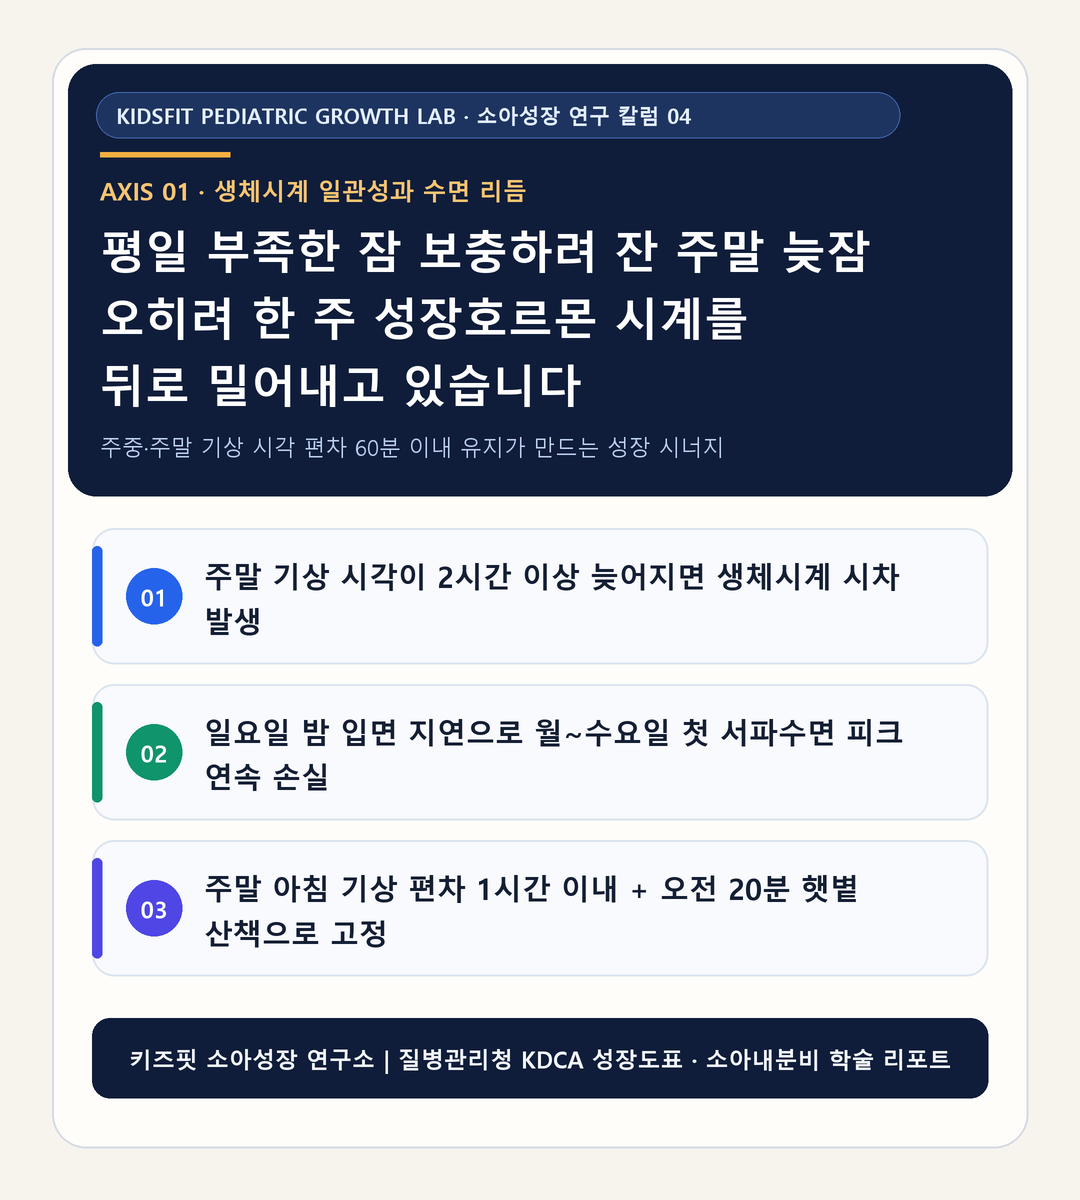 KIDSFIT PEDIATRIC GROWTH LAB · 소아성장 연구 칼럼 04
AXIS 01 · 생체시계 일관성과 수면 리듬
평일 부족한 잠 보충하려 잔 주말 늦잠
오히려 한 주 성장호르몬 시계를
뒤로 밀어내고 있습니다
주중·주말 기상 시각 편차 60분 이내 유지가 만드는 성장 시너지
01
주말 기상 시각이 2시간 이상 늦어지면 생체시계 시차
발생
02
일요일 밤 입면 지연으로 월~수요일 첫 서파수면 피크
연속 손실
03
주말 아침 기상 편차 1시간 이내 + 오전 20분 햇볕
산책으로 고정
키즈핏 소아성장 연구소 | 질병관리청 KDCA 성장도표 · 소아내분비 학술 리포트